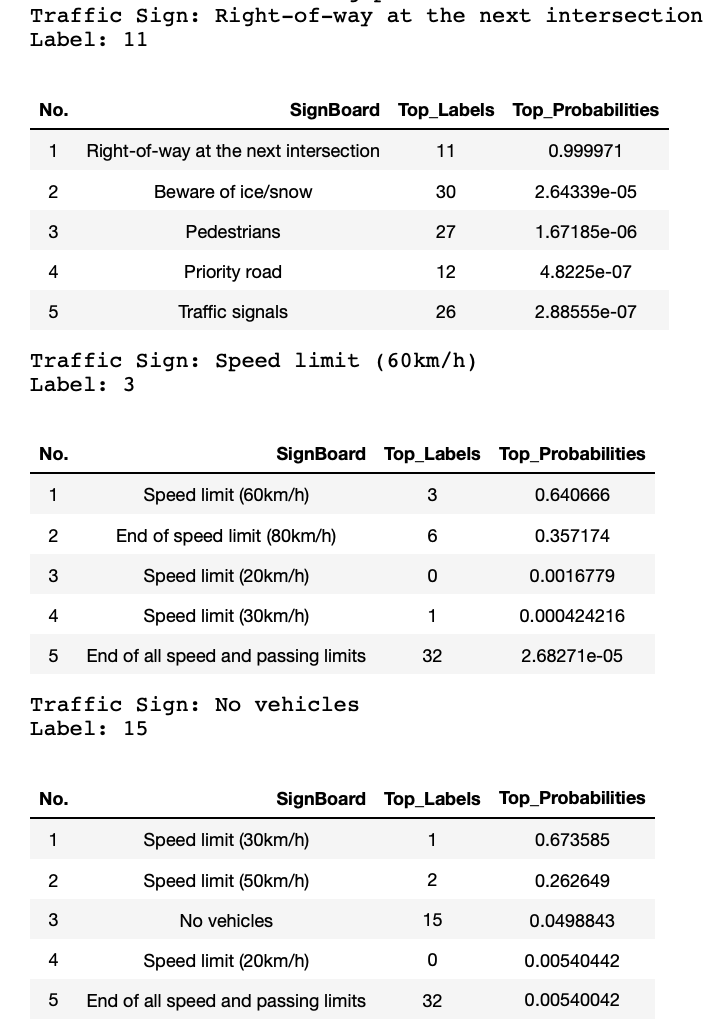 Traffic Sign: Right-of-way at the next intersection
Label: 11
No. SignBoard Top_Labels Top_Probabilities
1 Right-of-way at the next intersection 11 0.999971
2 Beware of ice/snow 30 2.64339e-05
3 Pedestrians 27 1.67185e-06
4 Priority road 12 4.8225e-07
5 Traffic signals 26 2.88555e-07
Traffic Sign: Speed limit (60km/h)
Label: 3
No. SignBoard Top_Labels Top_Probabilities
1 Speed limit (60km/h) 3 0.640666
2 End of speed limit (80km/h) 6 0.357174
3 Speed limit (20km/h) 0 0.0016779
4 Speed limit (30km/h) 1 0.000424216
5 End of all speed and passing limits 32 2.68271e-05
Traffic Sign: No vehicles
Label: 15
No. SignBoard Top_Labels Top_Probabilities
1 Speed limit (30km/h) 1 0.673585
2 Speed limit (50km/h) 2 0.262649
3 No vehicles 15 0.0498843
4 Speed limit (20km/h) 0 0.00540442
5 End of all speed and passing limits 32 0.00540042